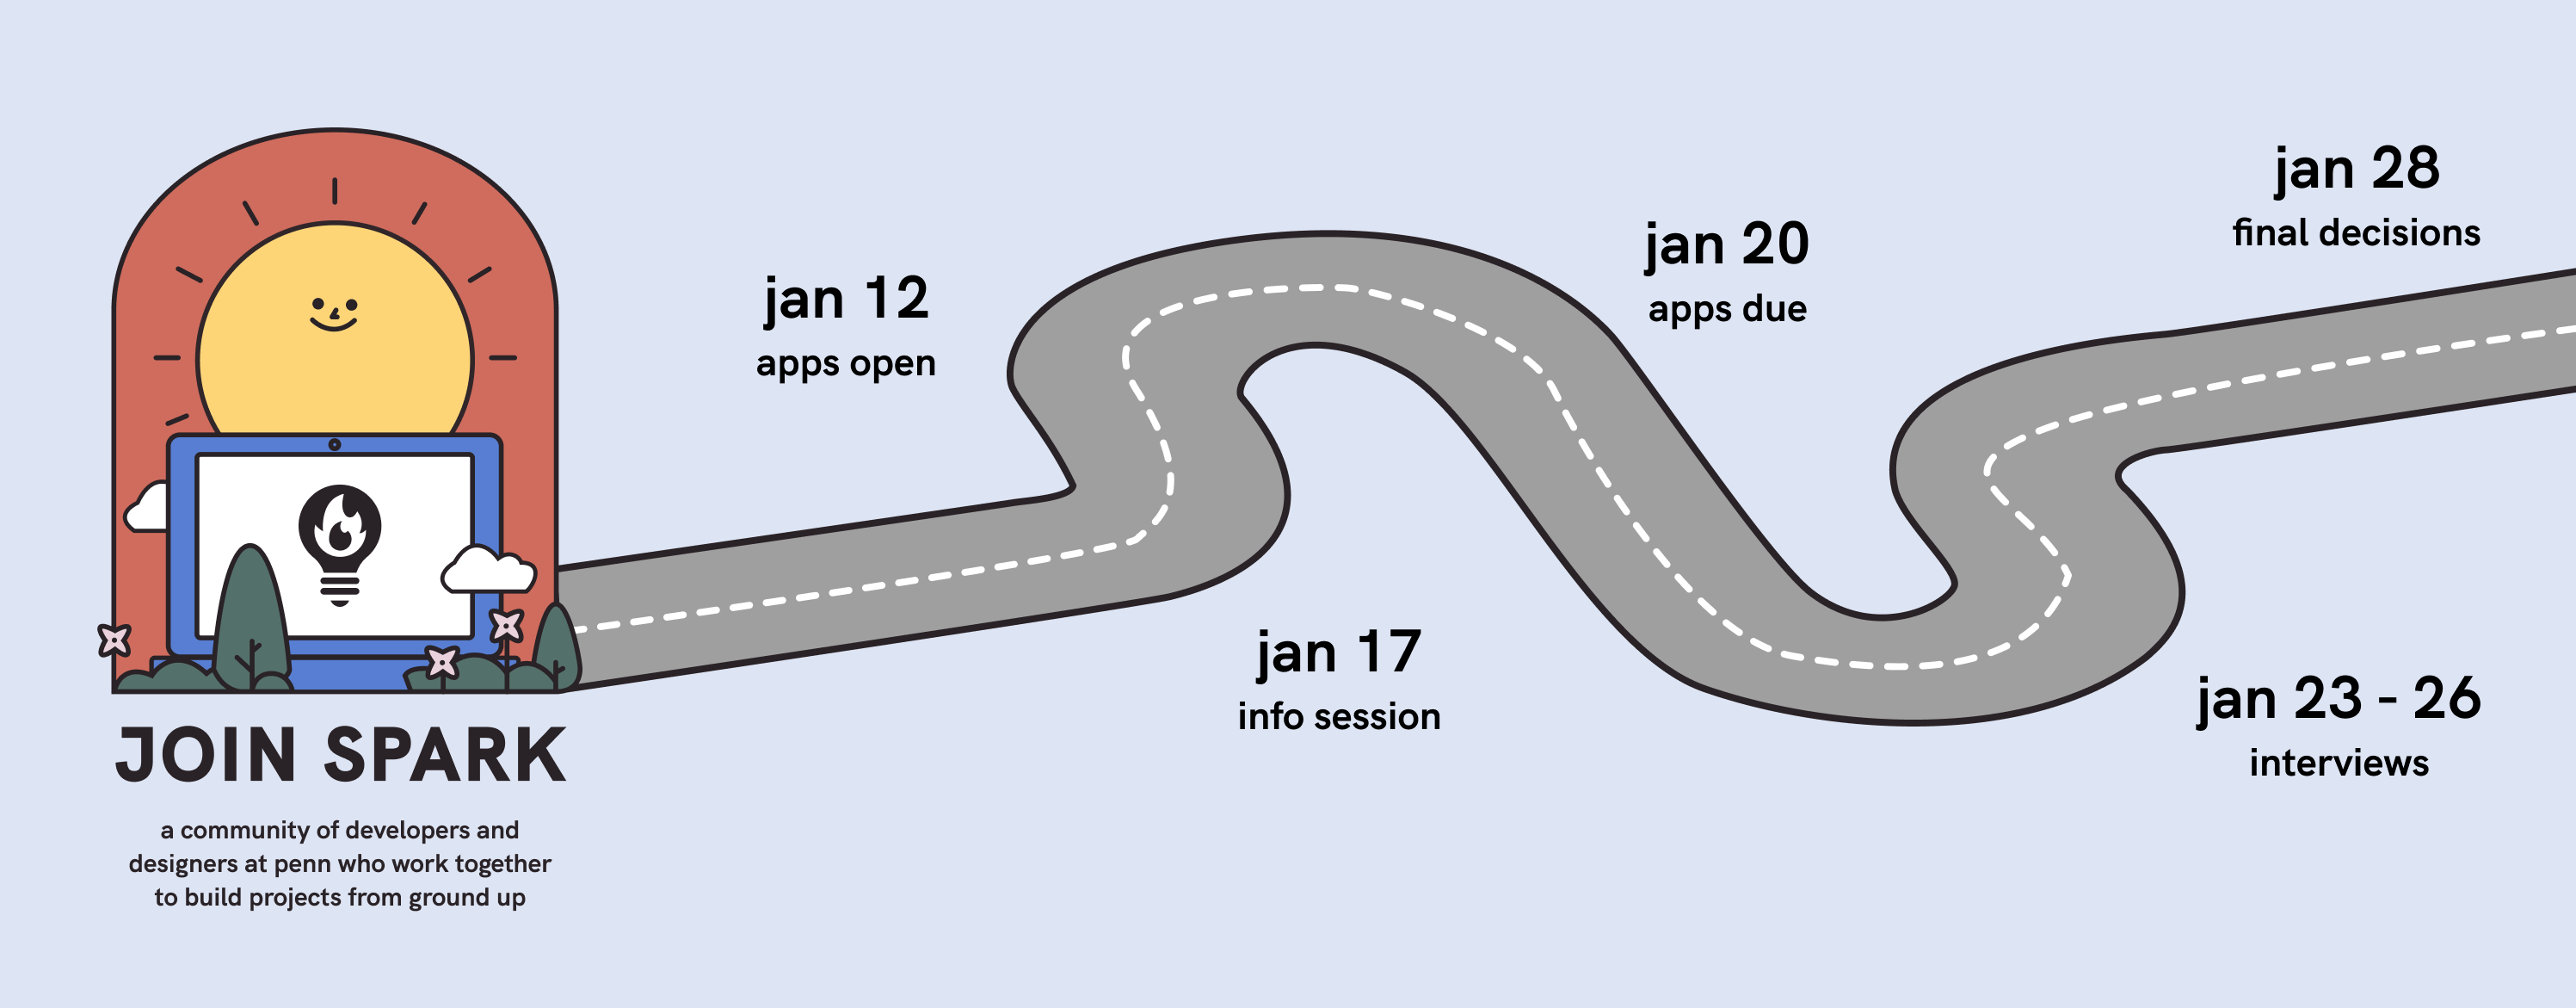 JOIN SPARK
a community of developers and
designers at penn who work together
to build projects from ground up
jan 12
apps open
jan 17
info session
jan 20
apps due
jan 23 - 26
interviews
jan 28
final decisions